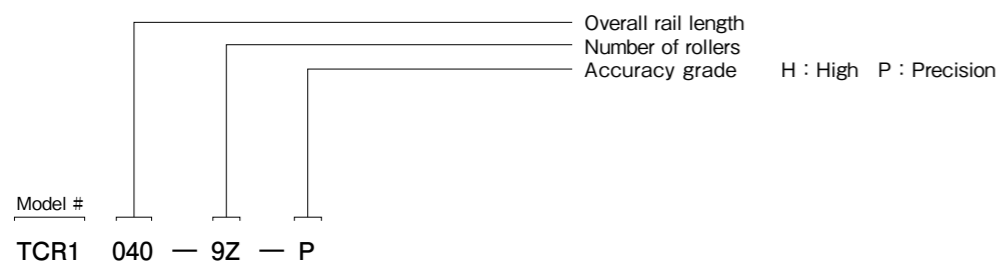 Overall rail length
Number of rollers
Accuracy grade H : High P : Precision
Model #
TCR1 040 — 9Z — P